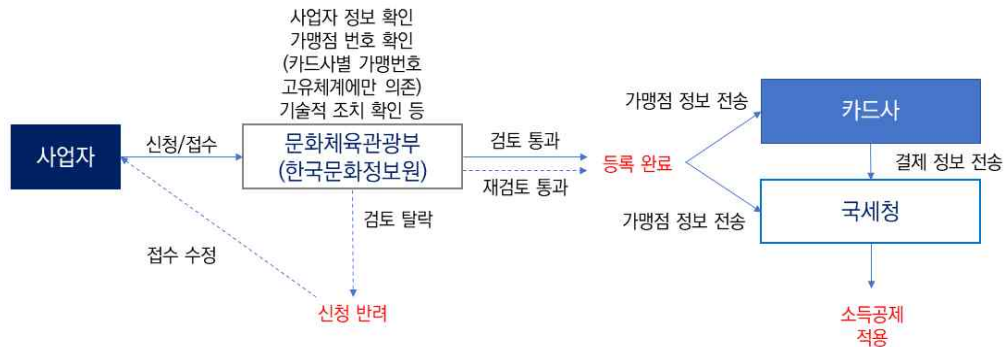 사업자 정보 확인
가맹점 번호 확인
(카드사별 가맹번호
고유체계에만 의존)
기술적 조치 확인 등
사업자
신청/접수
문화체육관광부
(한국문화정보원)
검토 통과
재검토 통과
등록 완료
가맹점 정보 전송
카드사
결제 정보 전송
가맹점 정보 전송
국세청
검토 탈락
접수 수정
신청 반려
소득공제
적용